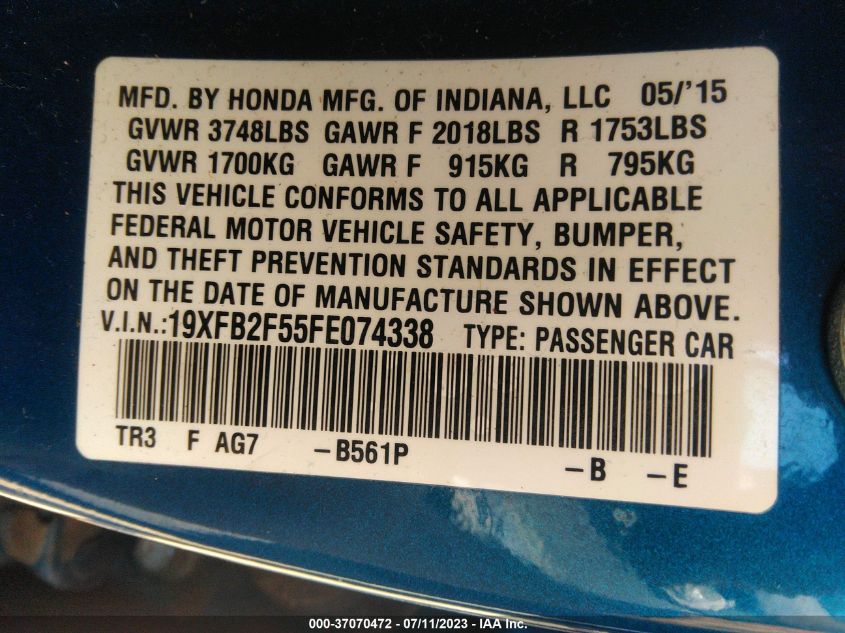 MFD. BY HONDA MFG. OF INDIANA, LLC 05/'15
GVWR 3748LBS GAWR F 2018LBS R 1753LBS
GVWR 1700KG GAWR F 915KG R 795KG
THIS VEHICLE CONFORMS TO ALL APPLICABLE
FEDERAL MOTOR VEHICLE SAFETY, BUMPER,
AND THEFT PREVENTION STANDARDS IN EFFECT
ON THE DATE OF MANUFACTURE SHOWN ABOVE.
V.I.N.:19XFB2F55FE074338 TYPE: PASSENGER CAR
TR3 F AG7 -B561P -B -E
000-37070472 - 07/11/2023 - IAA Inc.